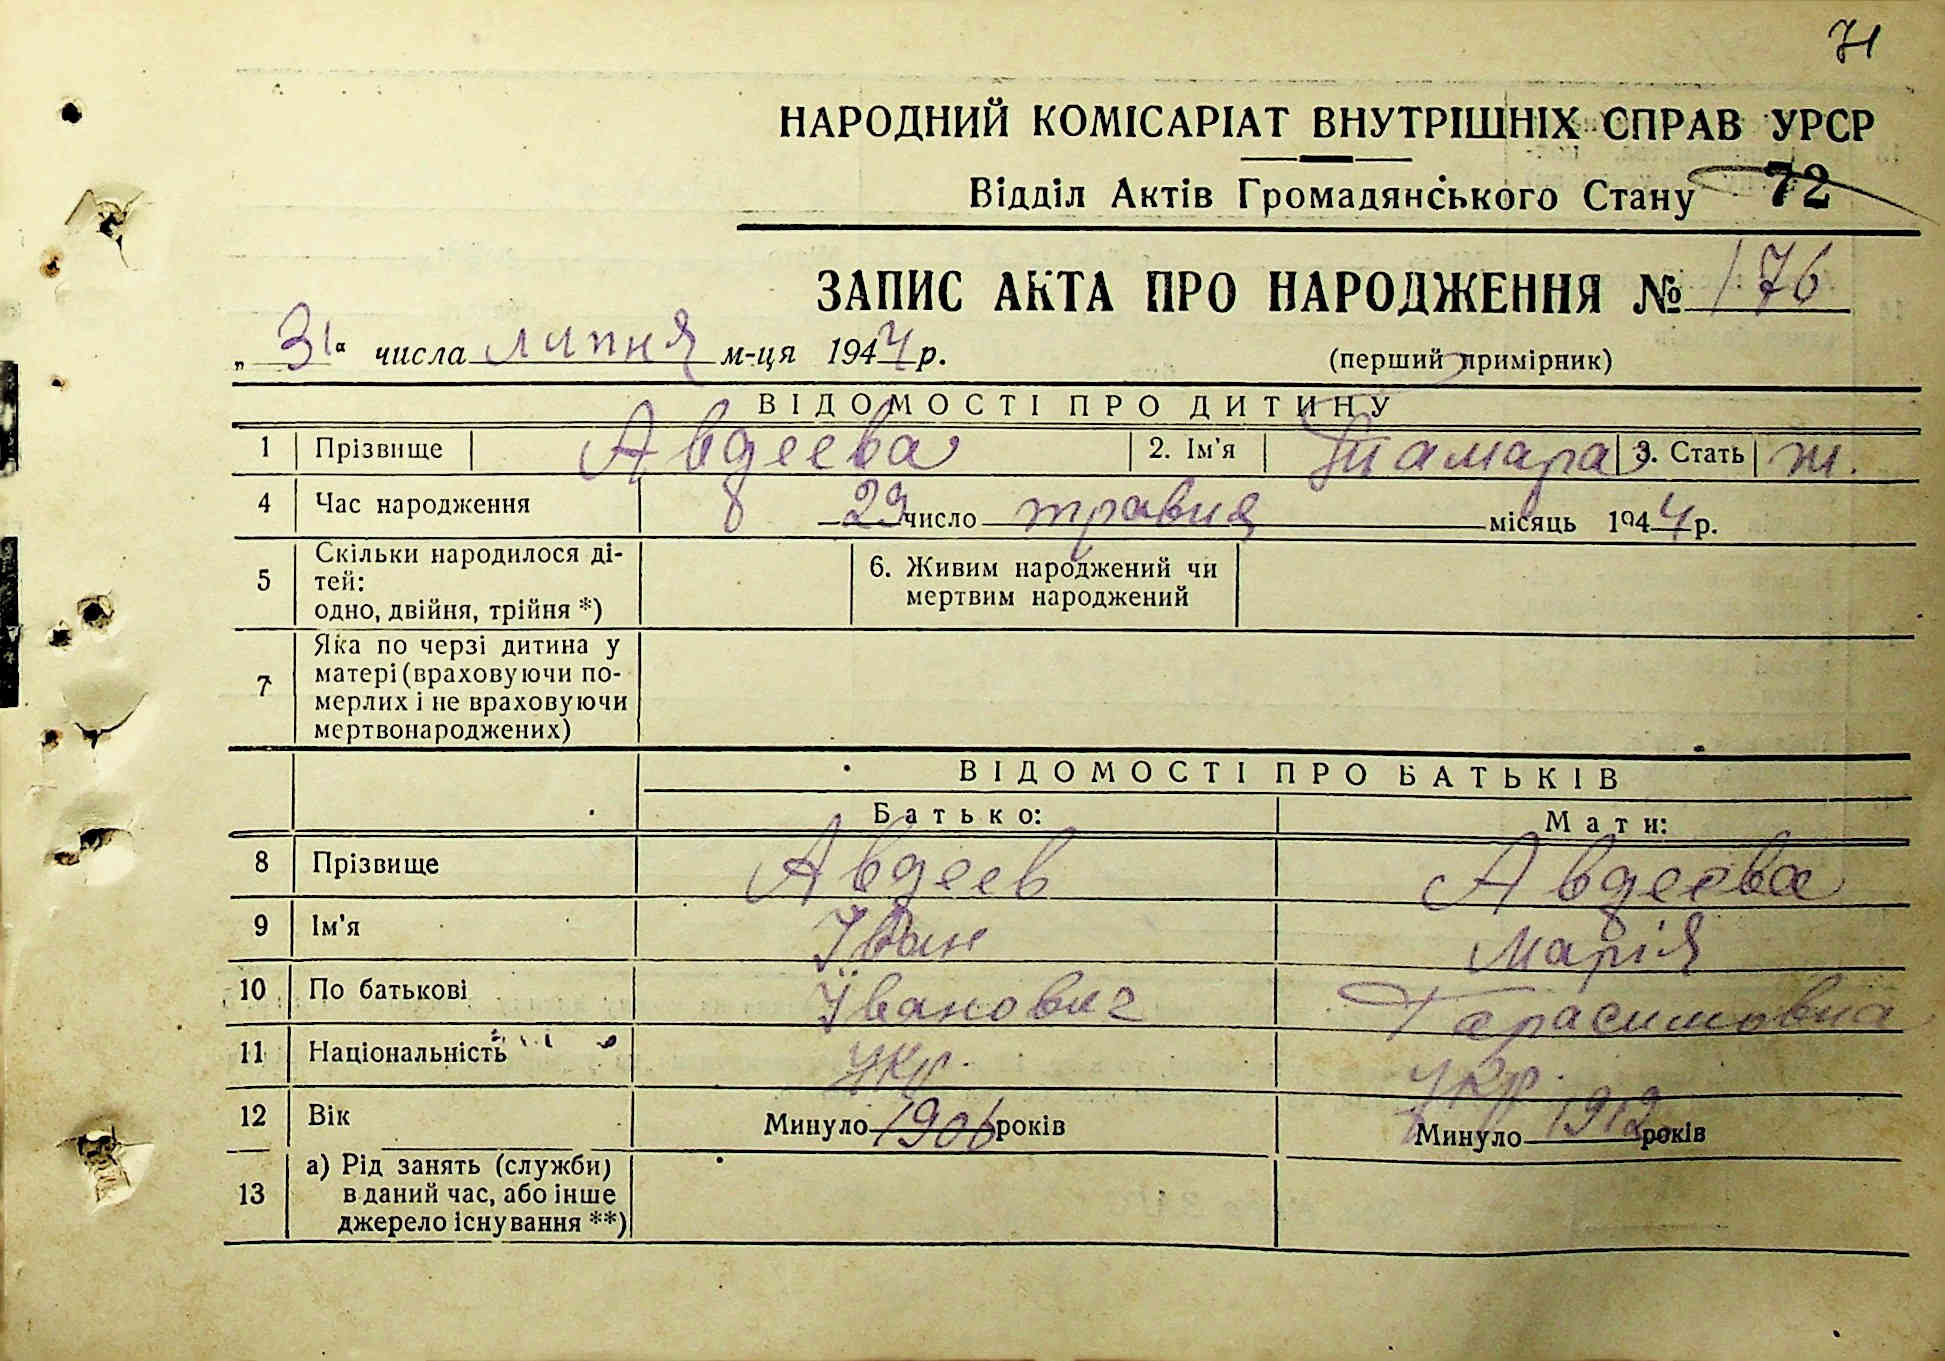 71
НАРОДНИЙ КОМІСАРІАТ ВНУТРІШНІХ СПРАВ УРСР
Відділ Актів Громадянського Стану 72
ЗАПИС АКТА ПРО НАРОДЖЕННЯ № 176
„31“ числа липня м-ця 1944 р. (перший примірник)
ВІДОМОСТІ ПРО ДИТИНУ
1 Прізвище Авдеева 2. Ім'я Тамара 3. Стать ж.
4 Час народження 29 число травня місяць 1944 р.
5 Скільки народилося ді-
тей:
одно, двійня, трійня *)
6. Живим народжений чи
мертвим народжений
7 Яка по черзі дитина у
матері (враховуючи по-
мерлих і не враховуючи
мертвонароджених)
ВІДОМОСТІ ПРО БАТЬКІВ
Батько: Мати:
8 Прізвище Авдеев Авдеева
9 Ім'я Іван Марія
10 По батькові Іванович Герасимовна
11 Національність укр. укр.
12 Вік Минуло 1906 років Минуло 1912 років
13 а) Рід занять (служби)
в даний час, або інше
джерело існування **)